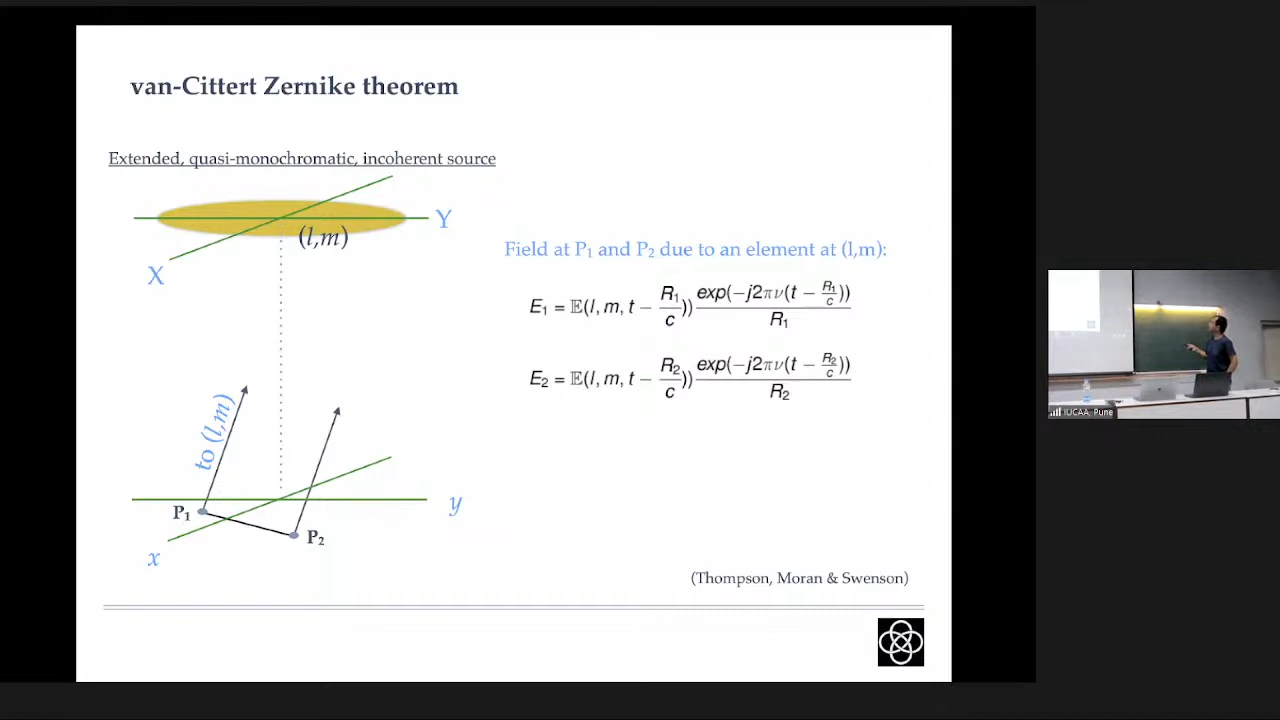 van-Cittert Zernike theorem
Extended, quasi-monochromatic, incoherent source
Y
(l,m)
X
Field at P₁ and P₂ due to an element at (l,m):
E₁ = 𝔼(l, m, t − R₁/c)) exp(−j2πν(t − R₁/c))/R₁
E₂ = 𝔼(l, m, t − R₂/c)) exp(−j2πν(t − R₂/c))/R₂
to (l,m)
P₁
y
P₂
x
(Thompson, Moran & Swenson)
IUCAA, Pune